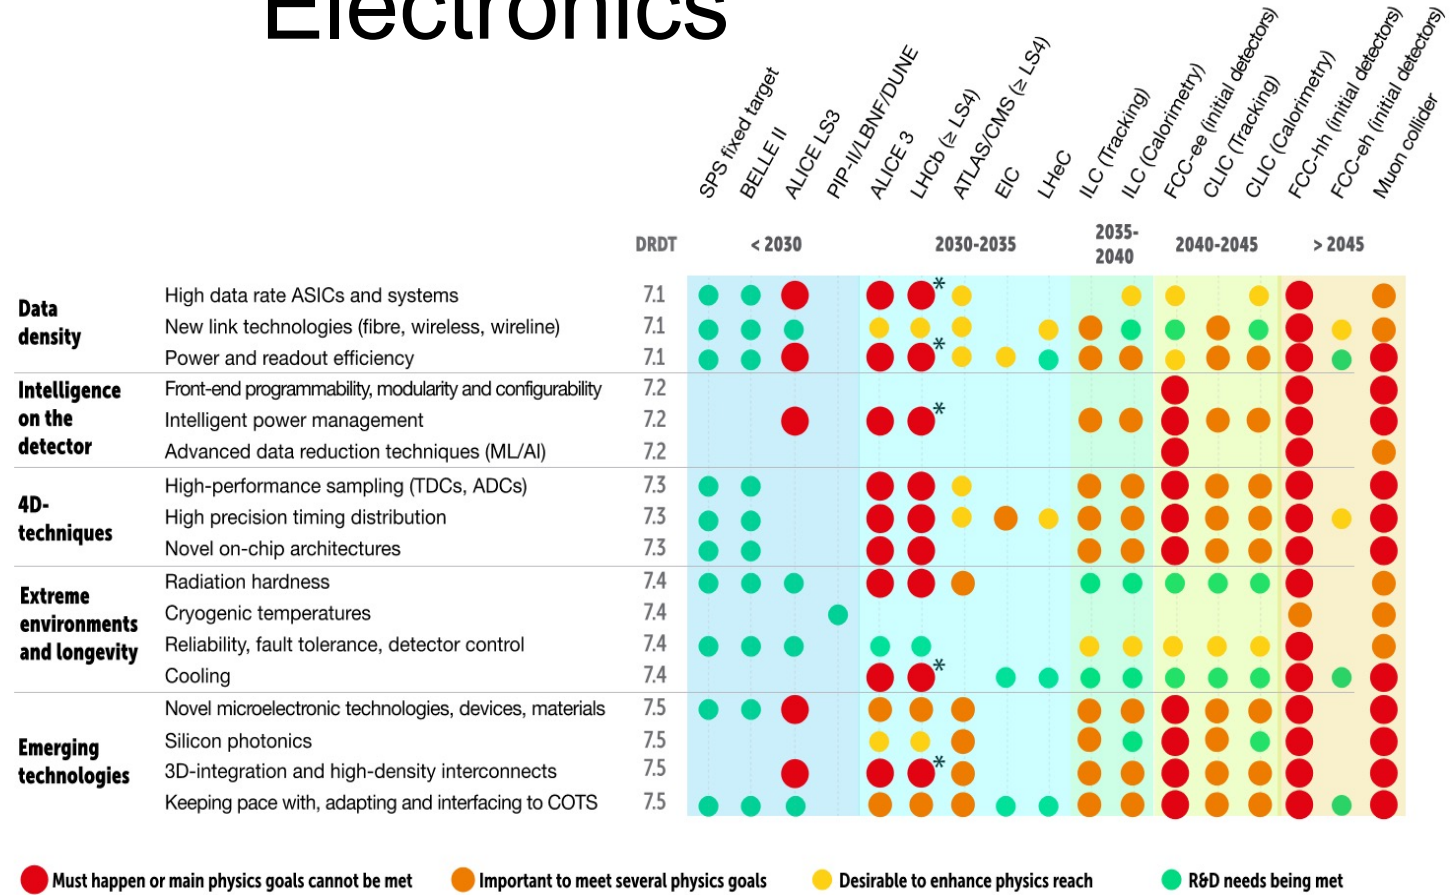 Electronics
SPS fixed target
BELLE II
ALICE LS3
PIP-II/LBNF/DUNE
ALICE 3
LHCb (≥ LS4)
ATLAS/CMS (≥ LS4)
EIC
LHeC
ILC (Tracking)
ILC (Calorimetry)
FCC-ee (initial detectors)
CLIC (Tracking)
CLIC (Calorimetry)
FCC-hh (initial detectors)
FCC-eh (initial detectors)
Muon collider
DRDT
< 2030
2030-2035
2035-
2040
2040-2045
> 2045
Data
density
High data rate ASICs and systems 7.1 *
New link technologies (fibre, wireless, wireline) 7.1
Power and readout efficiency 7.1 *
Intelligence
on the
detector
Front-end programmability, modularity and configurability 7.2
Intelligent power management 7.2 *
Advanced data reduction techniques (ML/AI) 7.2
4D-
techniques
High-performance sampling (TDCs, ADCs) 7.3
High precision timing distribution 7.3
Novel on-chip architectures 7.3
Extreme
environments
and longevity
Radiation hardness 7.4
Cryogenic temperatures 7.4
Reliability, fault tolerance, detector control 7.4
Cooling 7.4 *
Emerging
technologies
Novel microelectronic technologies, devices, materials 7.5
Silicon photonics 7.5
3D-integration and high-density interconnects 7.5 *
Keeping pace with, adapting and interfacing to COTS 7.5
Must happen or main physics goals cannot be met
Important to meet several physics goals
Desirable to enhance physics reach
R&D needs being met